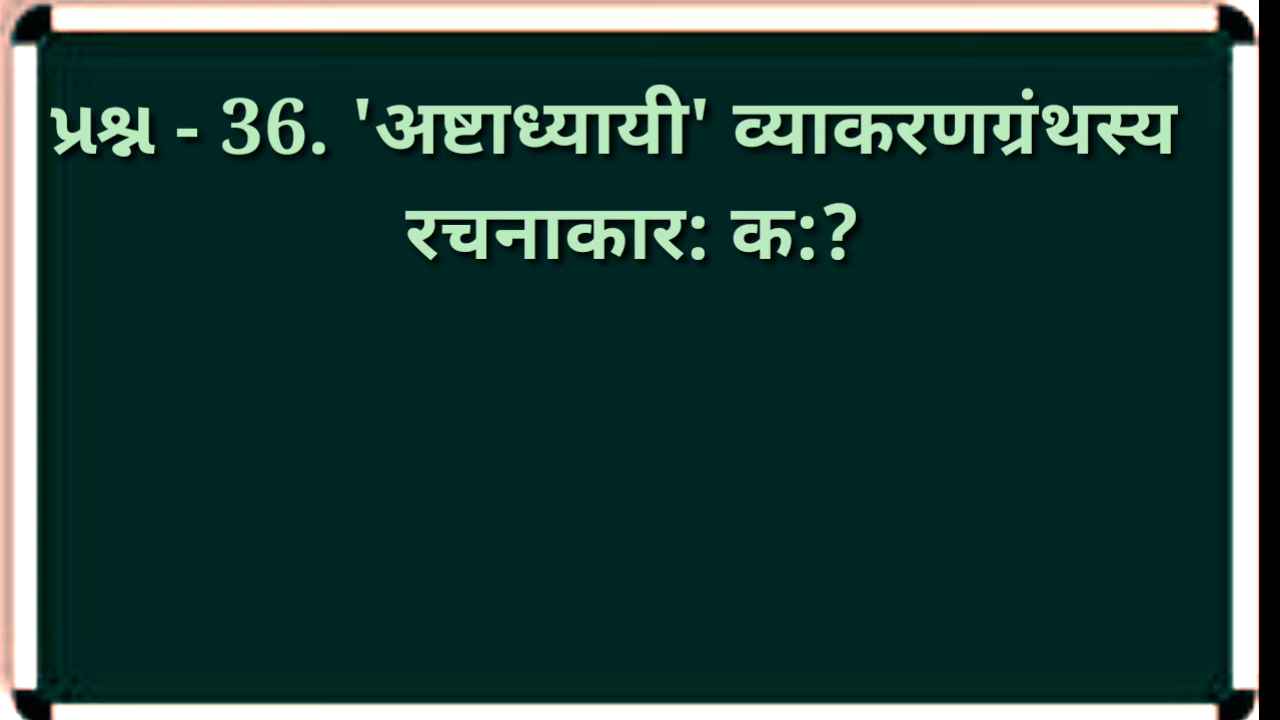 प्रश्न - 36. 'अष्टाध्यायी' व्याकरणग्रंथस्य
रचनाकार: क:?